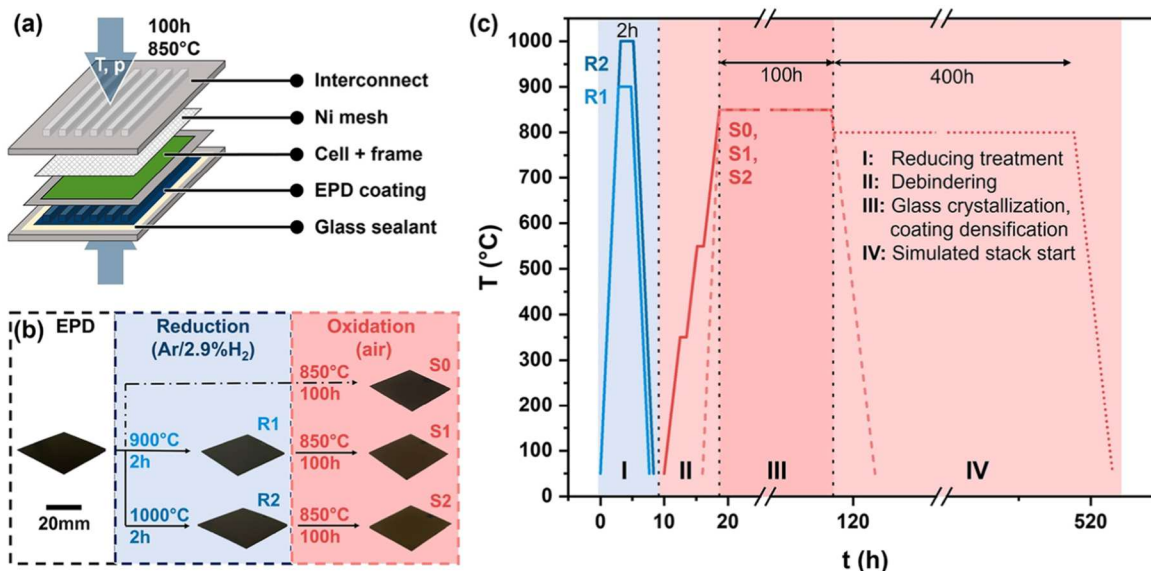 (a)
100h
850°C
T, p
Interconnect
Ni mesh
Cell + frame
EPD coating
Glass sealant
(b)
EPD
Reduction
(Ar/2.9%H₂)
Oxidation
(air)
850°C
100h
S0
900°C
2h
R1
850°C
100h
S1
1000°C
2h
R2
850°C
100h
S2
20mm
(c)
T (°C)
1000
900
800
700
600
500
400
300
200
100
0
2h
R2
R1
100h
400h
S0,
S1,
S2
I: Reducing treatment
II: Debindering
III: Glass crystallization,
coating densification
IV: Simulated stack start
I
II
III
IV
0
10
20
120
520
t (h)